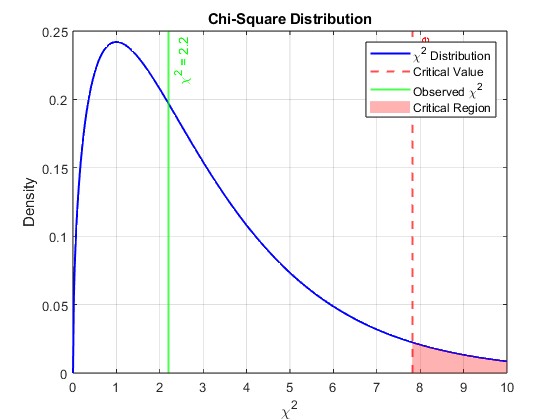 Chi-Square Distribution
χ² = 2.2
χ² Distribution
Critical Value
Observed χ²
Critical Region
Density
0.25
0.2
0.15
0.1
0.05
0
0 1 2 3 4 5 6 7 8 9 10
χ²